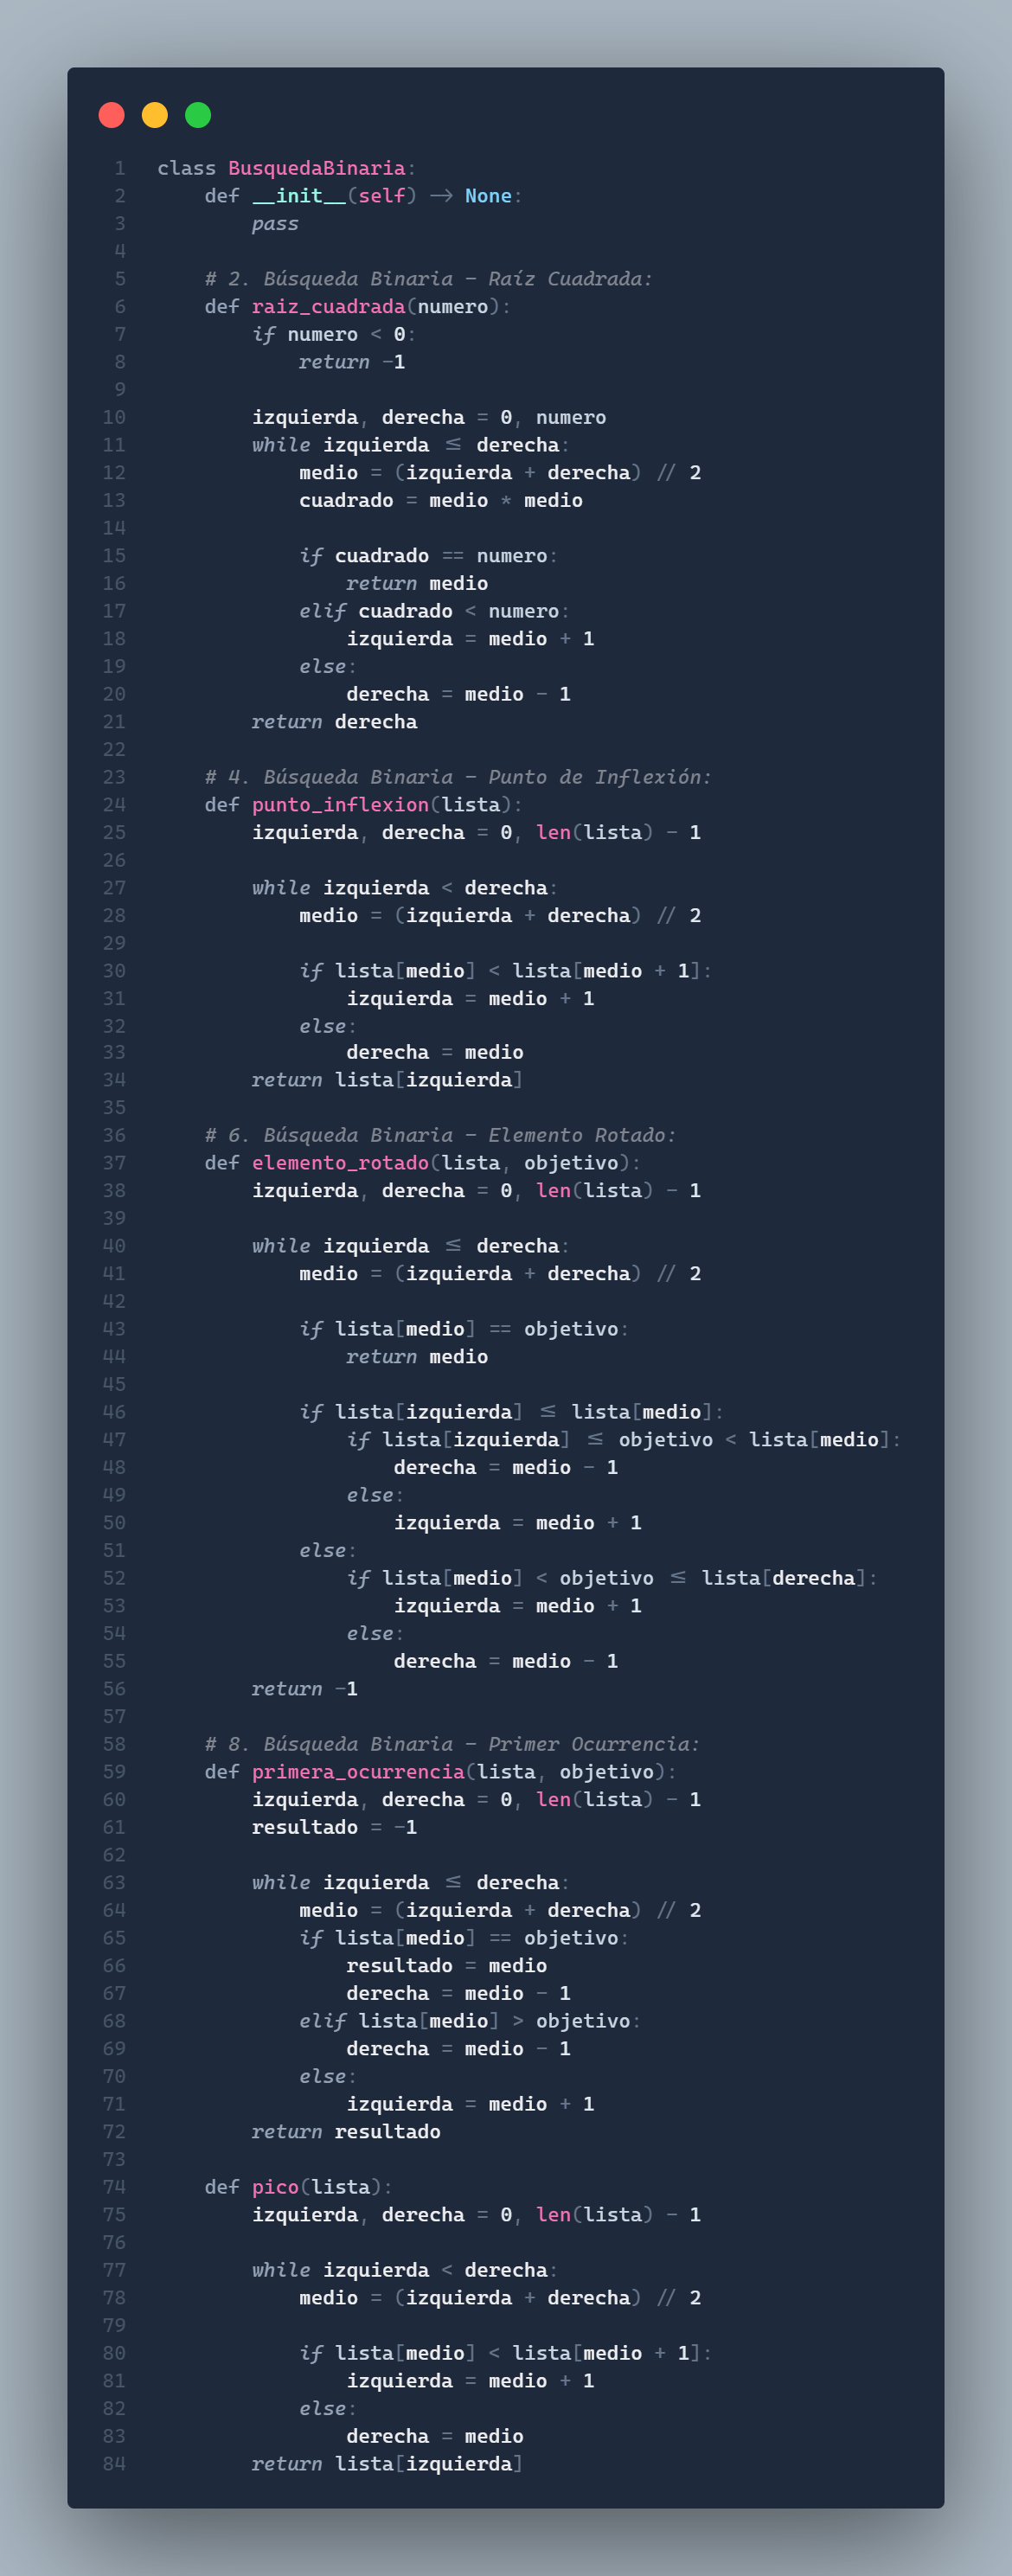 1 class BusquedaBinaria:
2     def __init__(self) -> None:
3         pass
4
5     # 2. Búsqueda Binaria - Raíz Cuadrada:
6     def raiz_cuadrada(numero):
7         if numero < 0:
8             return -1
9
10         izquierda, derecha = 0, numero
11         while izquierda <= derecha:
12             medio = (izquierda + derecha) // 2
13             cuadrado = medio * medio
14
15             if cuadrado == numero:
16                 return medio
17             elif cuadrado < numero:
18                 izquierda = medio + 1
19             else:
20                 derecha = medio - 1
21         return derecha
22
23     # 4. Búsqueda Binaria - Punto de Inflexión:
24     def punto_inflexion(lista):
25         izquierda, derecha = 0, len(lista) - 1
26
27         while izquierda < derecha:
28             medio = (izquierda + derecha) // 2
29
30             if lista[medio] < lista[medio + 1]:
31                 izquierda = medio + 1
32             else:
33                 derecha = medio
34         return lista[izquierda]
35
36     # 6. Búsqueda Binaria - Elemento Rotado:
37     def elemento_rotado(lista, objetivo):
38         izquierda, derecha = 0, len(lista) - 1
39
40         while izquierda <= derecha:
41             medio = (izquierda + derecha) // 2
42
43             if lista[medio] == objetivo:
44                 return medio
45
46             if lista[izquierda] <= lista[medio]:
47                 if lista[izquierda] <= objetivo < lista[medio]:
48                     derecha = medio - 1
49                 else:
50                     izquierda = medio + 1
51             else:
52                 if lista[medio] < objetivo <= lista[derecha]:
53                     izquierda = medio + 1
54                 else:
55                     derecha = medio - 1
56         return -1
57
58     # 8. Búsqueda Binaria - Primer Ocurrencia:
59     def primera_ocurrencia(lista, objetivo):
60         izquierda, derecha = 0, len(lista) - 1
61         resultado = -1
62
63         while izquierda <= derecha:
64             medio = (izquierda + derecha) // 2
65             if lista[medio] == objetivo:
66                 resultado = medio
67                 derecha = medio - 1
68             elif lista[medio] > objetivo:
69                 derecha = medio - 1
70             else:
71                 izquierda = medio + 1
72         return resultado
73
74     def pico(lista):
75         izquierda, derecha = 0, len(lista) - 1
76
77         while izquierda < derecha:
78             medio = (izquierda + derecha) // 2
79
80             if lista[medio] < lista[medio + 1]:
81                 izquierda = medio + 1
82             else:
83                 derecha = medio
84         return lista[izquierda]